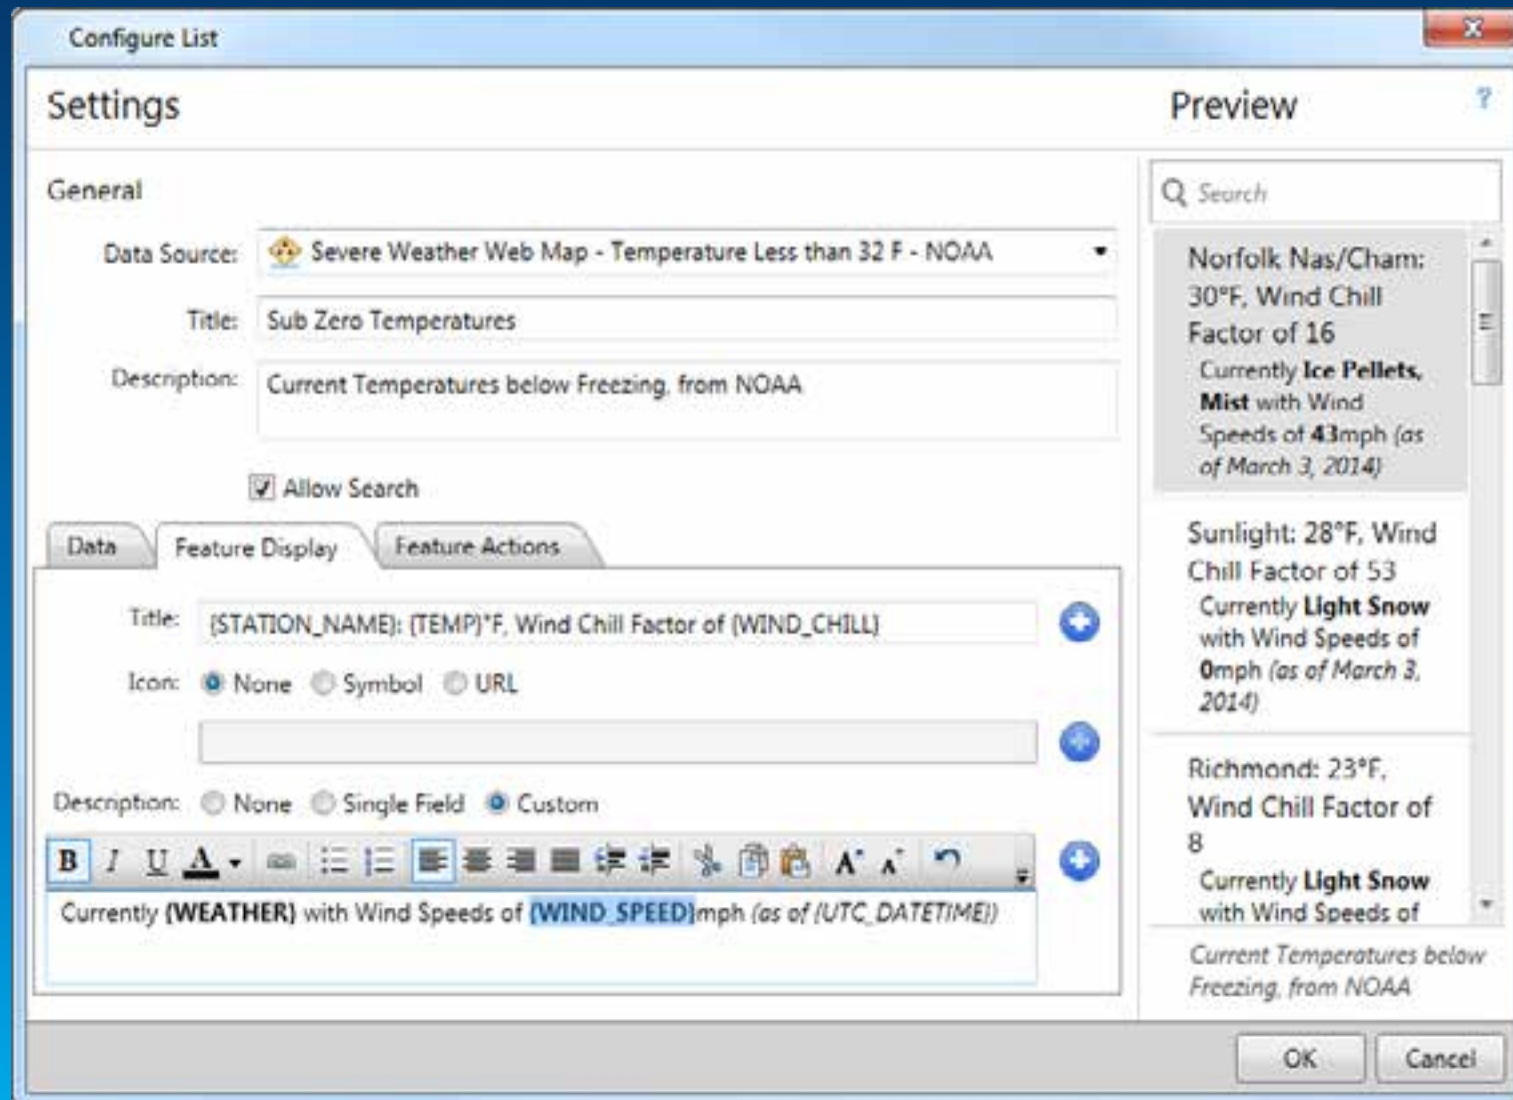 Configure List
x
Settings
Preview
?
General
Data Source: Severe Weather Web Map - Temperature Less than 32 F - NOAA
Title: Sub Zero Temperatures
Description: Current Temperatures below Freezing, from NOAA
Allow Search
Data
Feature Display
Feature Actions
Title: {STATION_NAME}: {TEMP}°F, Wind Chill Factor of {WIND_CHILL}
Icon: None Symbol URL
Description: None Single Field Custom
B I U A A A
Currently {WEATHER} with Wind Speeds of {WIND_SPEED}mph (as of {UTC_DATETIME})
Search
Norfolk Nas/Cham:
30°F, Wind Chill
Factor of 16
Currently Ice Pellets,
Mist with Wind
Speeds of 43mph (as
of March 3, 2014)
Sunlight: 28°F, Wind
Chill Factor of 53
Currently Light Snow
with Wind Speeds of
0mph (as of March 3,
2014)
Richmond: 23°F,
Wind Chill Factor of
8
Currently Light Snow
with Wind Speeds of
Current Temperatures below
Freezing, from NOAA
OK
Cancel